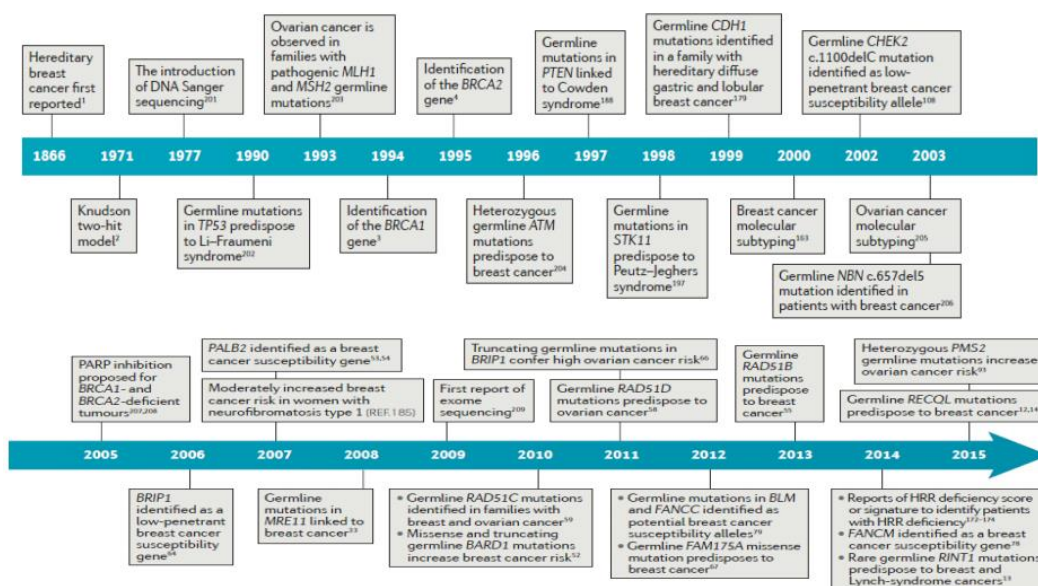 Hereditary
breast
cancer first
reported¹
The introduction
of DNA Sanger
sequencing²⁰¹
Ovarian cancer is
observed in
families with
pathogenic MLH1
and MSH2 germline
mutations²⁰³
Identification
of the BRCA2
gene⁴
Germline
mutations
in PTEN linked
to Cowden
syndrome¹⁸⁸
Germline CDH1
mutations identified
in a family with
hereditary diffuse
gastric and lobular
breast cancer¹⁷⁹
Germline CHEK2
c.1100delC mutation
identified as low-
penetrant breast cancer
susceptibility allele¹⁰⁸
1866 1971 1977 1990 1993 1994 1995 1996 1997 1998 1999 2000 2002 2003
Knudson
two-hit
model²
Germline mutations
in TP53 predispose
to Li–Fraumeni
syndrome²⁰²
Identification
of the BRCA1
gene³
Heterozygous
germline ATM
mutations
predispose to
breast cancer²⁰⁴
Germline
mutations in
STK11
predispose to
Peutz–Jeghers
syndrome¹⁹⁷
Breast cancer
molecular
subtyping¹⁶³
Ovarian cancer
molecular
subtyping²⁰⁵
Germline NBN c.657del5
mutation identified in
patients with breast cancer²⁰⁶
PARP inhibition
proposed for
BRCA1- and
BRCA2-deficient
tumours²⁰⁷,²⁰⁸
PALB2 identified as a breast
cancer susceptibility gene⁵³,⁵⁴
Moderately increased breast
cancer risk in women with
neurofibromatosis type 1 (REF. 185)
First report of
exome
sequencing²⁰⁹
Truncating germline mutations in
BRIP1 confer high ovarian cancer risk⁶⁶
Germline RAD51D
mutations predispose
to ovarian cancer⁵⁸
Germline
RAD51B
mutations
predispose
to breast
cancer⁵⁵
Heterozygous PMS2
germline mutations increase
ovarian cancer risk⁹³
Germline RECQL mutations
predispose to breast cancer¹²,¹⁴
2005 2006 2007 2008 2009 2010 2011 2012 2013 2014 2015
BRIP1
identified as a
low-penetrant
breast cancer
susceptibility
gene⁶⁴
Germline
mutations in
MRE11 linked to
breast cancer²³
• Germline RAD51C mutations
identified in families with
breast and ovarian cancer⁵⁹
• Missense and truncating
germline BARD1 mutations
increase breast cancer risk⁵²
• Germline mutations in BLM
and FANCC identified as
potential breast cancer
susceptibility alleles⁷⁹
• Germline FAM175A missense
mutation predisposes to
breast cancer⁶⁷
• Reports of HRR deficiency score
or signature to identify patients
with HRR deficiency¹⁷²⁻¹⁷⁴
• FANCM identified as a breast
cancer susceptibility gene⁷⁸
• Rare germline RINT1 mutations
predispose to breast and
Lynch-syndrome cancers¹³